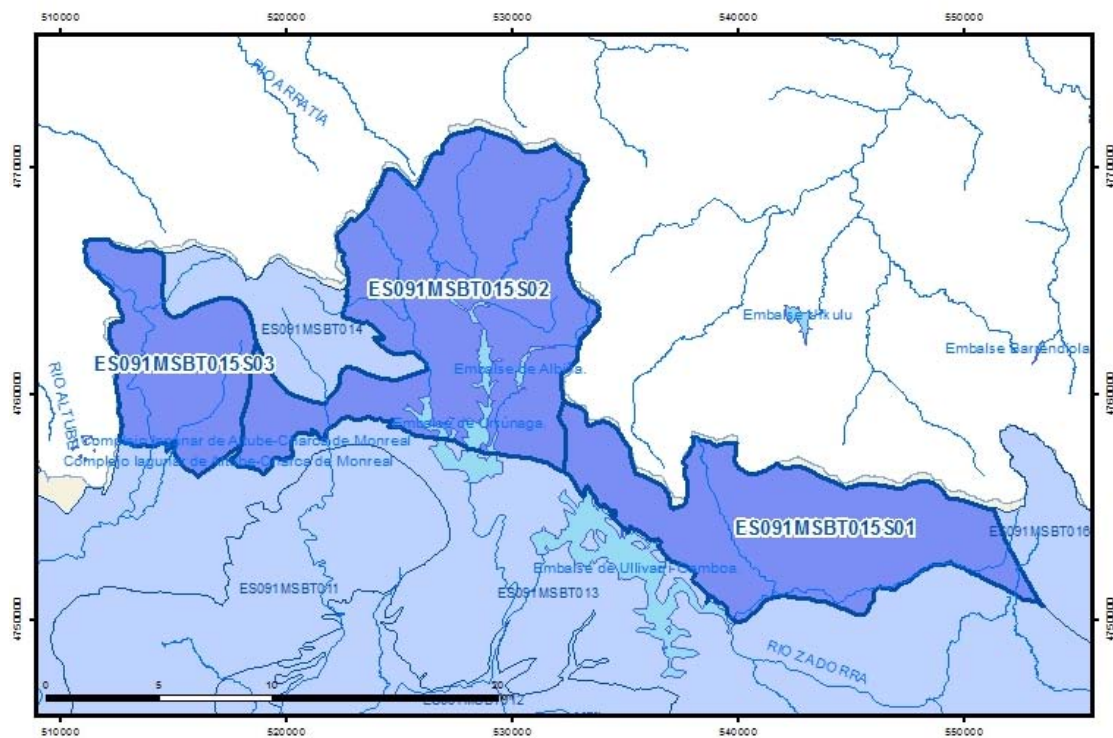 510000 520000 530000 540000 550000
RIO ARRATÍA
4770000 4770000
ES091MSBT015S02
ES091MSBT014
Embalse Urkulu
Embalse Barrendiola
ES091MSBT015S03
Embalse de Albina.
RIO ALTUBE
4760000 4760000
Embalse de Urrúnaga.
Complejo lagunar de Altube-Charca de Monreal
Complejo lagunar de Altube-Charca de Monreal
ES091MSBT015S01
ES091MSBT016
Embalse de Ullivarri-Gamboa.
ES091MSBT011
ES091MSBT013
4750000 4750000
RIO ZADORRA
0 5 10 20
ES091MSBT012
510000 520000 530000 540000 550000